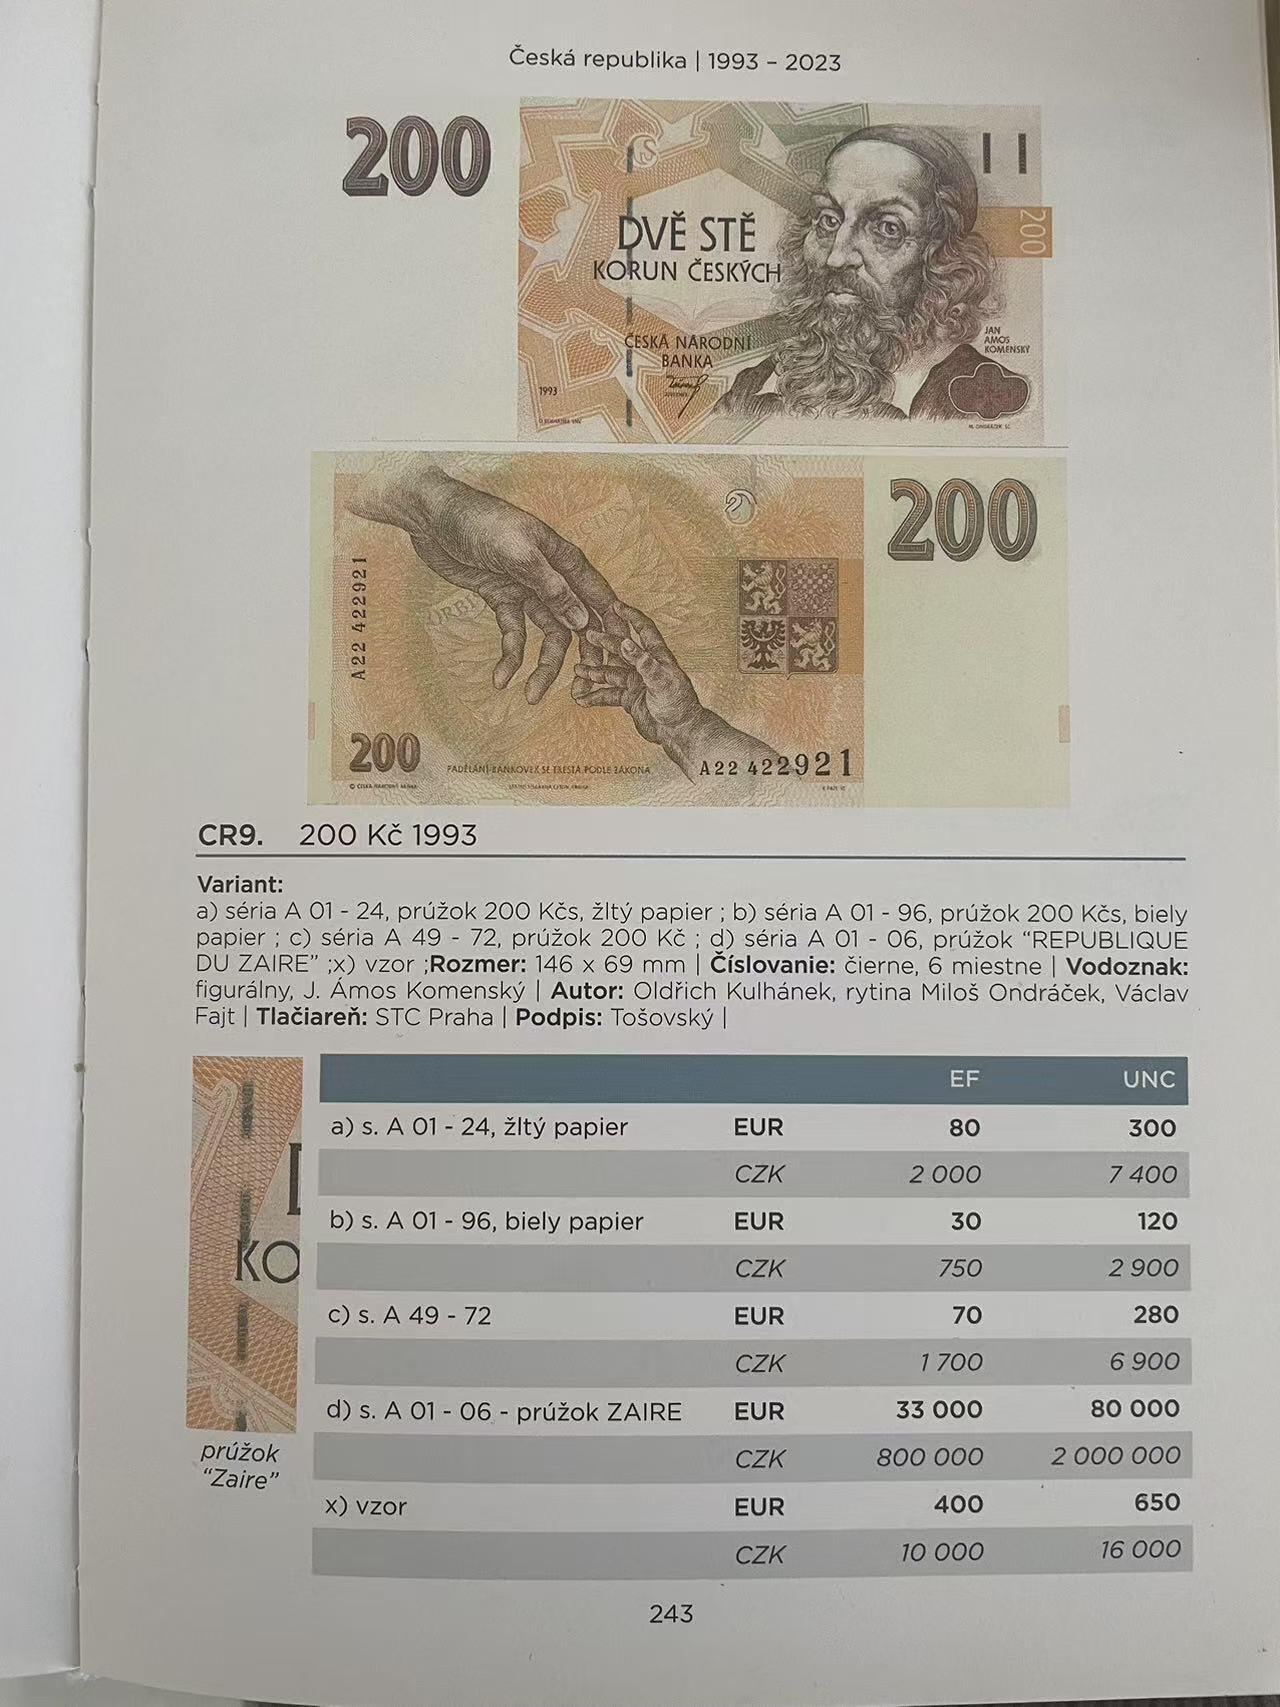 Česká republika | 1993 – 2023
200
DVĚ STĚ
KORUN ČESKÝCH
200
ČESKÁ NÁRODNÍ
BANKA
JAN
AMOS
KOMENSKÝ
1993
200
A22 422921
200
PADĚLÁNÍ BANKOVEK SE TRESTÁ PODLE ZÁKONA
A22 422921
CR9. 200 Kč 1993
Variant:
a) séria A 01 - 24, prúžok 200 Kčs, žltý papier ; b) séria A 01 - 96, prúžok 200 Kčs, biely
papier ; c) séria A 49 - 72, prúžok 200 Kč ; d) séria A 01 - 06, prúžok “REPUBLIQUE
DU ZAIRE” ;x) vzor ;Rozmer: 146 x 69 mm | Číslovanie: čierne, 6 miestne | Vodoznak:
figurálny, J. Ámos Komenský | Autor: Oldřich Kulhánek, rytina Miloš Ondráček, Václav
Fajt | Tlačiareň: STC Praha | Podpis: Tošovský |
EF UNC
a) s. A 01 - 24, žltý papier EUR 80 300
CZK 2 000 7 400
b) s. A 01 - 96, biely papier EUR 30 120
KO
CZK 750 2 900
c) s. A 49 - 72 EUR 70 280
CZK 1 700 6 900
d) s. A 01 - 06 - prúžok ZAIRE EUR 33 000 80 000
prúžok
“Zaire”
CZK 800 000 2 000 000
x) vzor EUR 400 650
CZK 10 000 16 000
243